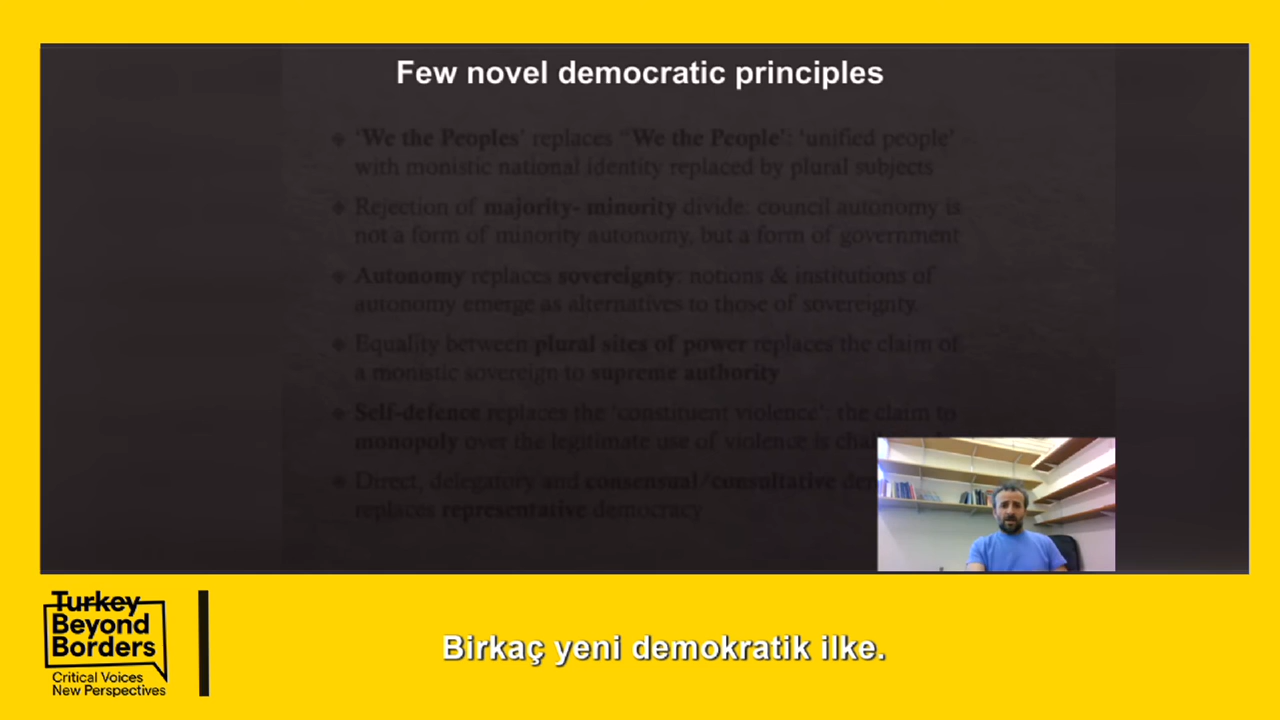 Few novel democratic principles
❖ 'We the Peoples' replaces "We the People': 'unified people'
with monistic national identity replaced by plural subjects
❖ Rejection of majority- minority divide: council autonomy is
not a form of minority autonomy, but a form of government
❖ Autonomy replaces sovereignty: notions & institutions of
autonomy emerge as alternatives to those of sovereignty
❖ Equality between plural sites of power replaces the claim of
a monistic sovereign to supreme authority
❖ Self-defence replaces the 'constituent violence': the claim to
monopoly over the legitimate use of violence is
❖ Direct, delegatory and consensual/consultative
replaces representative democracy
Turkey
Beyond
Borders
Critical Voices
New Perspectives
Birkaç yeni demokratik ilke.